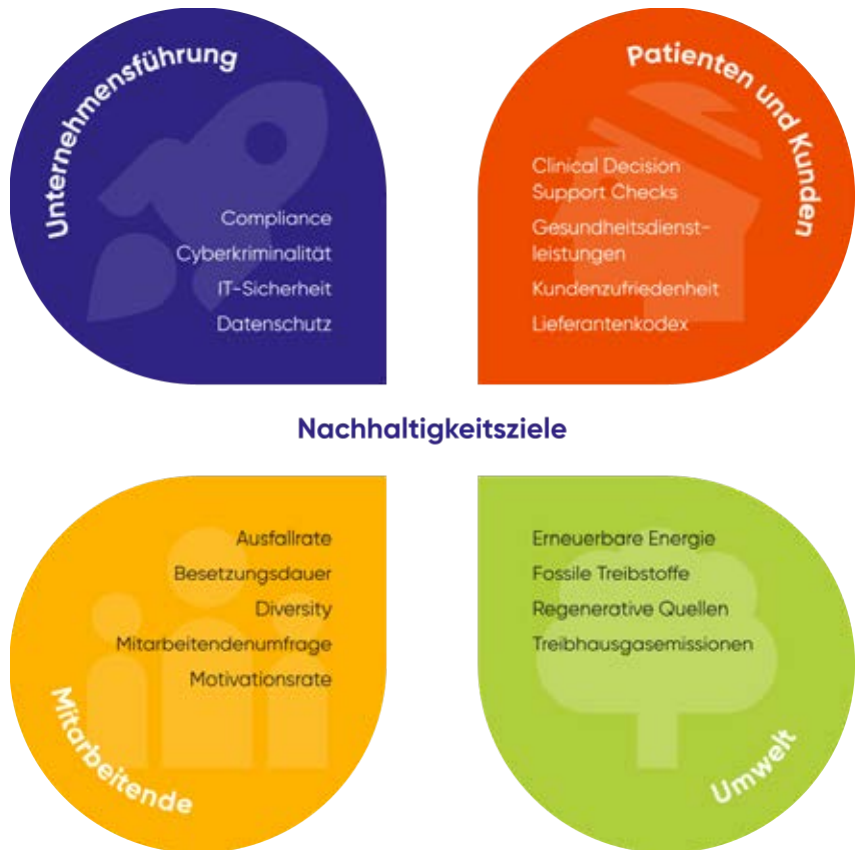 Unternehmensführung
Compliance
Cyberkriminalität
IT-Sicherheit
Datenschutz
Patienten und Kunden
Clinical Decision
Support Checks
Gesundheitsdienst-
leistungen
Kundenzufriedenheit
Lieferantenkodex
Nachhaltigkeitsziele
Ausfallrate
Besetzungsdauer
Diversity
Mitarbeitendenumfrage
Motivationsrate
Mitarbeitende
Erneuerbare Energie
Fossile Treibstoffe
Regenerative Quellen
Treibhausgasemissionen
Umwelt